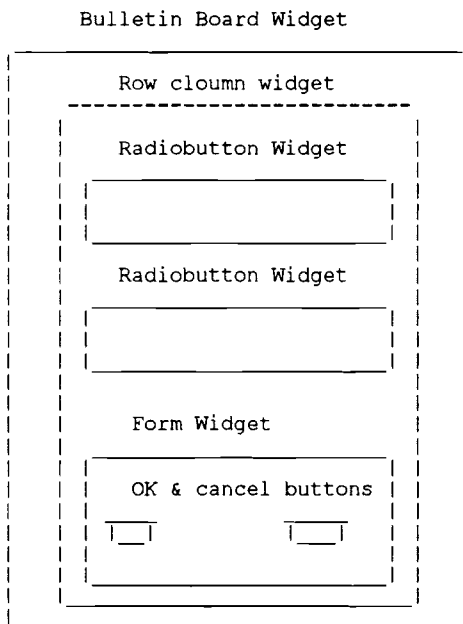 Bulletin Board Widget
Row cloumn widget
Radiobutton Widget
Radiobutton Widget
Form Widget
OK & cancel buttons